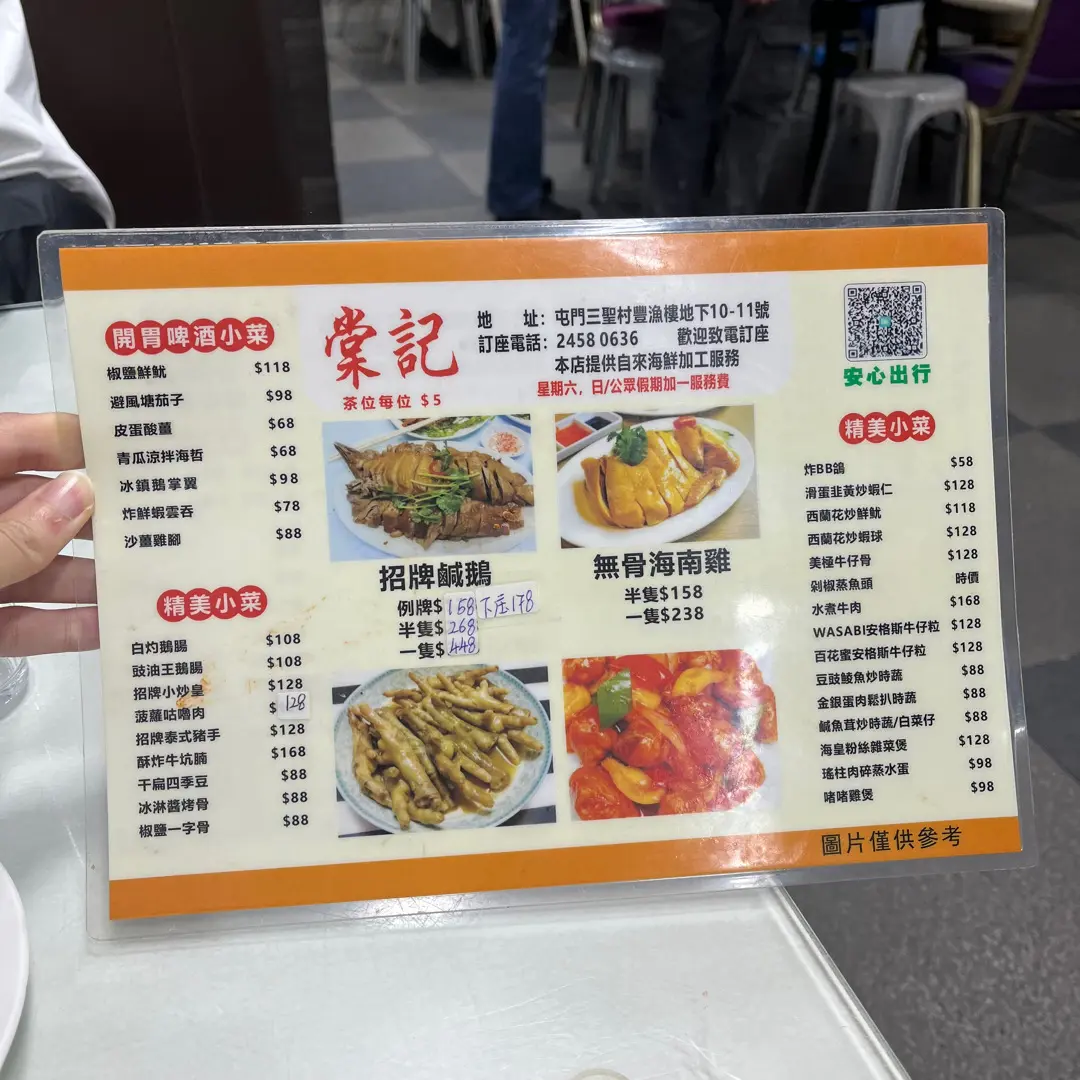 開胃啤酒小菜
椒鹽鮮魷 $118
避風塘茄子 $98
皮蛋酸薑 $68
青瓜涼拌海哲 $68
冰鎮鵝掌翼 $98
炸鮮蝦雲吞 $78
沙薑雞腳 $88
精美小菜
白灼鵝腸 $108
豉油王鵝腸 $108
招牌小炒皇 $128
菠蘿咕嚕肉 $128
招牌泰式豬手 $128
酥炸牛坑腩 $168
干扁四季豆 $88
冰淋醬烤骨 $88
椒鹽一字骨 $88
棠記
茶位每位 $5
地 址：屯門三聖村豐漁樓地下10-11號
訂座電話：2458 0636 歡迎致電訂座
本店提供自來海鮮加工服務
星期六，日/公眾假期加一服務費
招牌鹹鵝
例牌$158 下庄178
半隻$268
一隻$448
無骨海南雞
半隻$158
一隻$238
安心出行
精美小菜
炸BB鴿 $58
滑蛋韭黃炒蝦仁 $128
西蘭花炒鮮魷 $118
西蘭花炒蝦球 $128
美極牛仔骨 $128
剁椒蒸魚頭 時價
水煮牛肉 $168
WASABI安格斯牛仔粒 $128
百花蜜安格斯牛仔粒 $128
豆豉鯪魚炒時蔬 $88
金銀蛋肉鬆扒時蔬 $88
鹹魚茸炒時蔬/白菜仔 $88
海皇粉絲雜菜煲 $128
瑤柱肉碎蒸水蛋 $98
啫啫雞煲 $98
圖片僅供參考